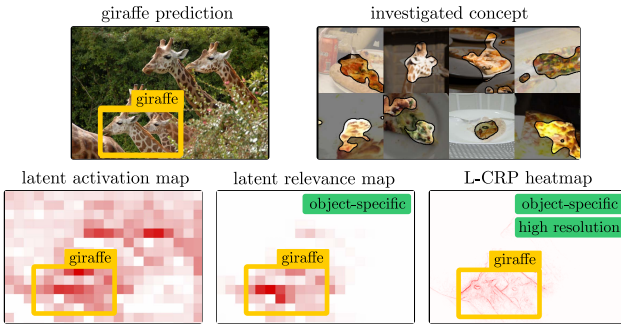 giraffe prediction
investigated concept
giraffe
latent activation map
latent relevance map
L-CRP heatmap
object-specific
object-specific
high resolution
giraffe
giraffe
giraffe